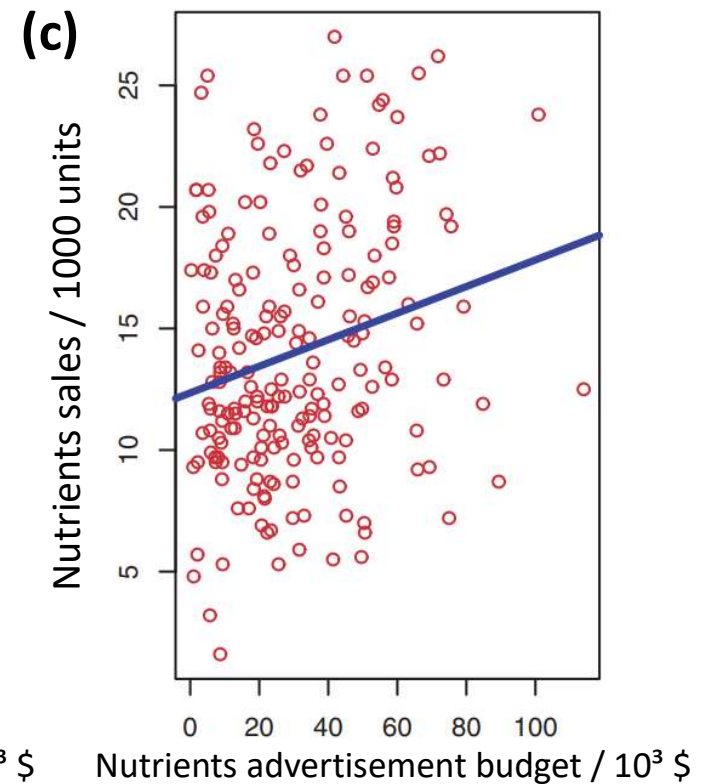 (c)
Nutrients sales / 1000 units
25
20
15
10
5
0 20 40 60 80 100
³ $ Nutrients advertisement budget / 10³ $